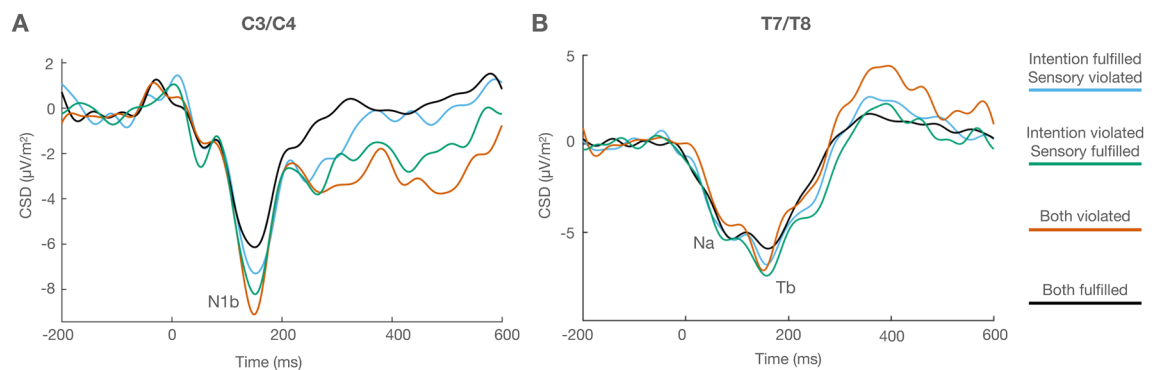 A
C3/C4
2
0
-2
-4
-6
-8
CSD (µV/m²)
N1b
-200
0
200
400
600
Time (ms)
B
T7/T8
5
0
-5
-10
CSD (µV/m²)
Na
Tb
-200
0
200
400
600
Time (ms)
Intention fulfilled
Sensory violated
Intention violated
Sensory fulfilled
Both violated
Both fulfilled